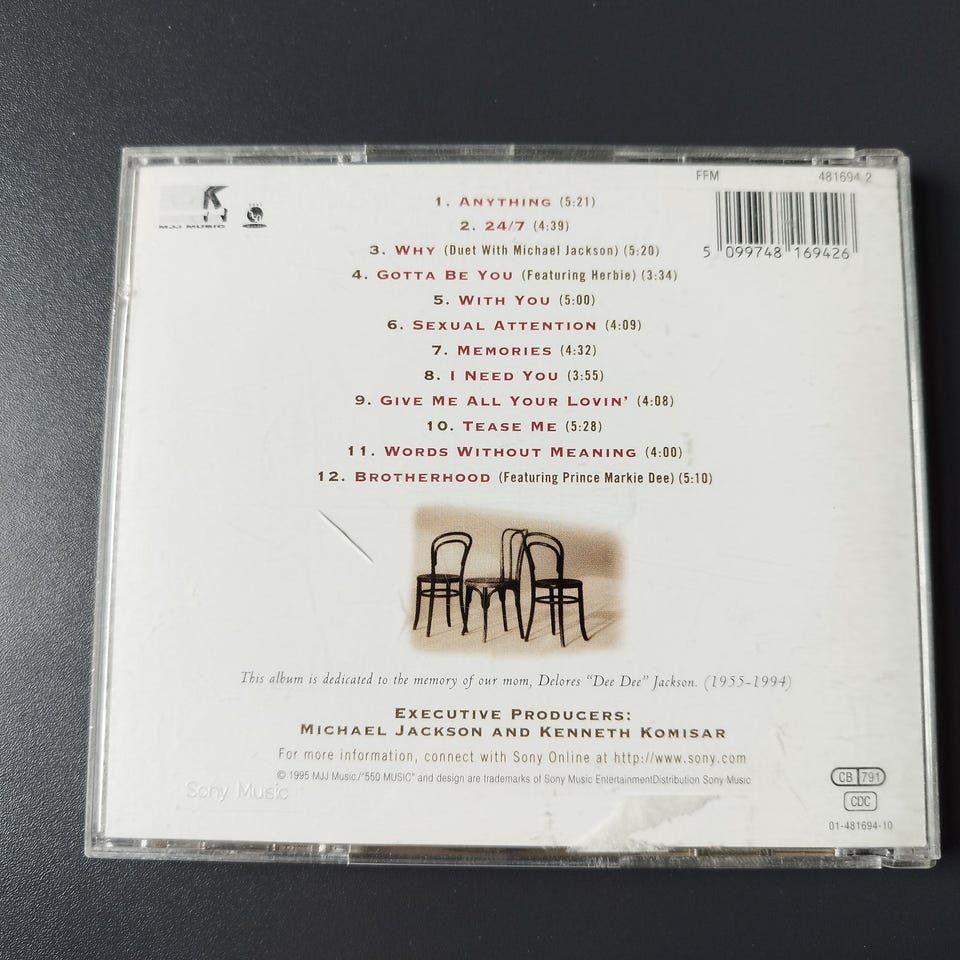 FFM 481694 2
MJJ MUSIC
5 099748 169426
1. ANYTHING (5:21)
2. 24/7 (4:39)
3. WHY (Duet With Michael Jackson) (5:20)
4. GOTTA BE YOU (Featuring Herbie) (3:34)
5. WITH YOU (5:00)
6. SEXUAL ATTENTION (4:09)
7. MEMORIES (4:32)
8. I NEED YOU (3:55)
9. GIVE ME ALL YOUR LOVIN' (4:08)
10. TEASE ME (5:28)
11. WORDS WITHOUT MEANING (4:00)
12. BROTHERHOOD (Featuring Prince Markie Dee) (5:10)
This album is dedicated to the memory of our mom, Delores "Dee Dee" Jackson. (1955-1994)
EXECUTIVE PRODUCERS:
MICHAEL JACKSON AND KENNETH KOMISAR
For more information, connect with Sony Online at http://www.sony.com
© 1995 MJJ Music./"550 MUSIC" and design are trademarks of Sony Music EntertainmentDistribution Sony Music
Sony Music
CB 791
CDC
01-481694-10